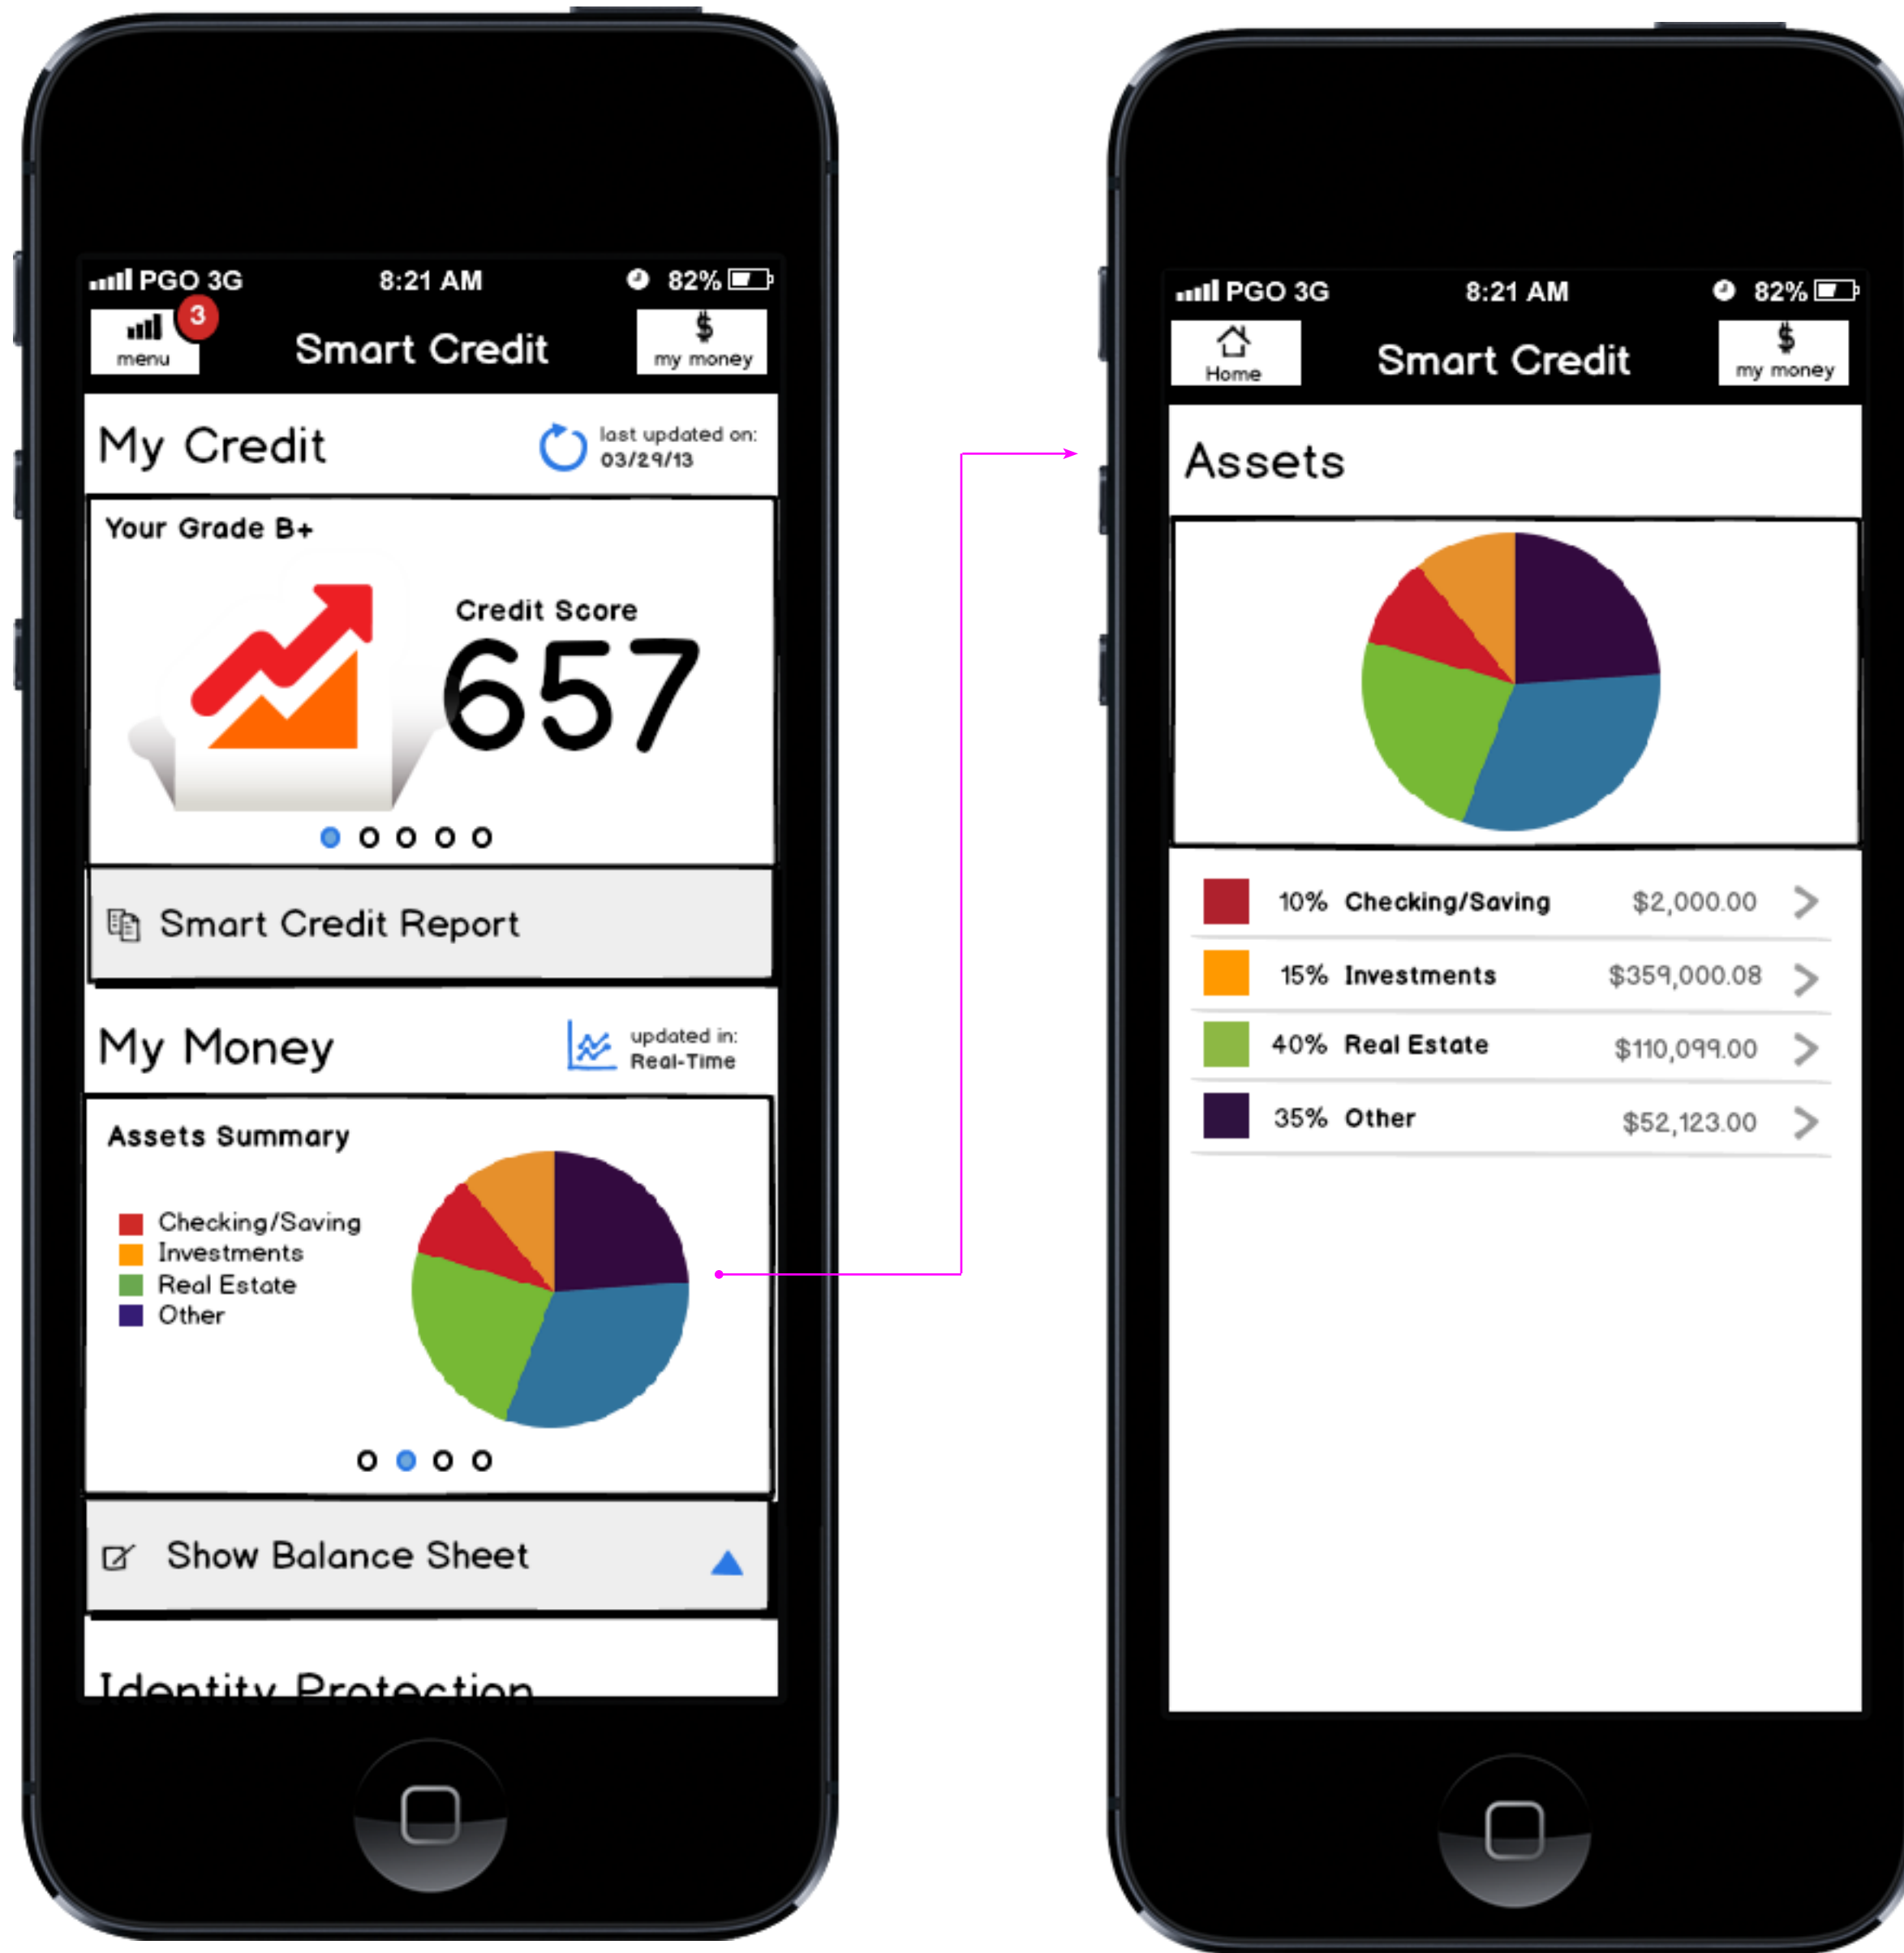 PGO 3G 8:21 AM 82%
3
menu
Smart Credit
$
my money
My Credit
last updated on:
03/29/13
Your Grade B+
Credit Score
657
Smart Credit Report
My Money
updated in:
Real-Time
Assets Summary
Checking/Saving
Investments
Real Estate
Other
Show Balance Sheet
Identity Protection
PGO 3G 8:21 AM 82%
Home
Smart Credit
$
my money
Assets
10% Checking/Saving $2,000.00
15% Investments $359,000.08
40% Real Estate $110,099.00
35% Other $52,123.00